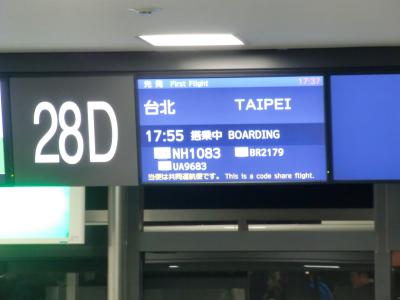 28D
先発 First Flight 17:37
台北 TAIPEI
17:55 搭乗中 BOARDING
NH1083 BR2179
UA9683
当便は共同運航便です。 This is a code share flight.